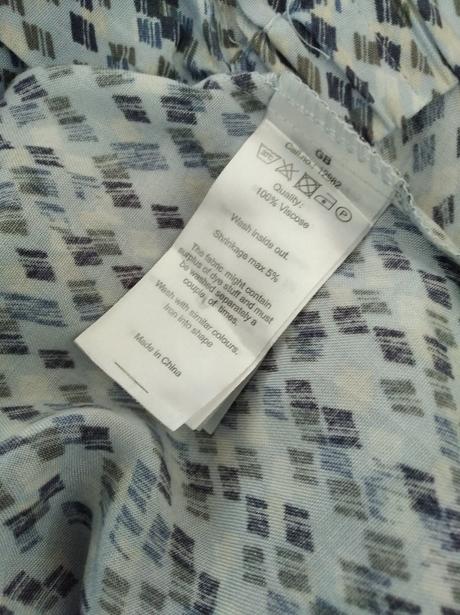 GB
30°C
P
Quality:
100% Viscose
Wash inside out.
Shrinkage max 5%
The fabric might contain
surplus of dye stuff and must
be washed separately a
couple of times.
Wash with similar colours.
Iron into shape
Made in China